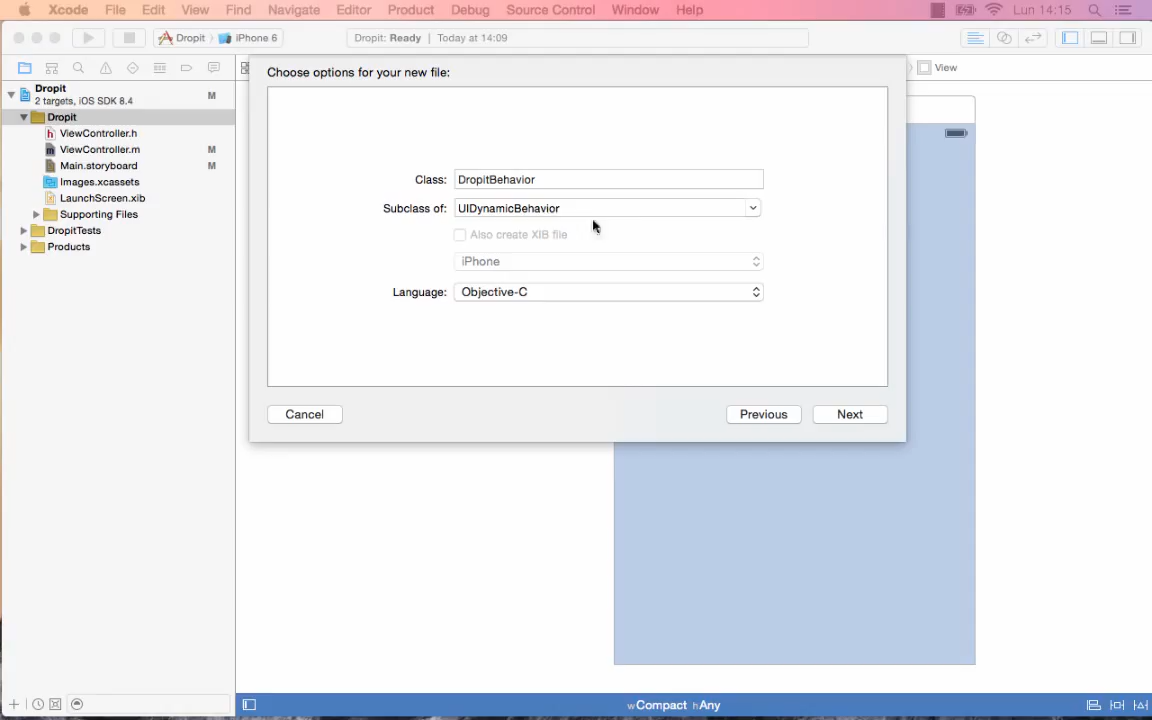 Xcode File Edit View Find Navigate Editor Product Debug Source Control Window Help Lun 14:15
Dropit iPhone 6 Dropit: Ready Today at 14:09
View
Choose options for your new file:
Dropit
2 targets, iOS SDK 8.4 M
Dropit
h ViewController.h
m ViewController.m M
Main.storyboard M
Images.xcassets
LaunchScreen.xib
Supporting Files
DropitTests
Products
Class: DropitBehavior
Subclass of: UIDynamicBehavior
Also create XIB file
iPhone
Language: Objective-C
Cancel Previous Next
wCompact hAny